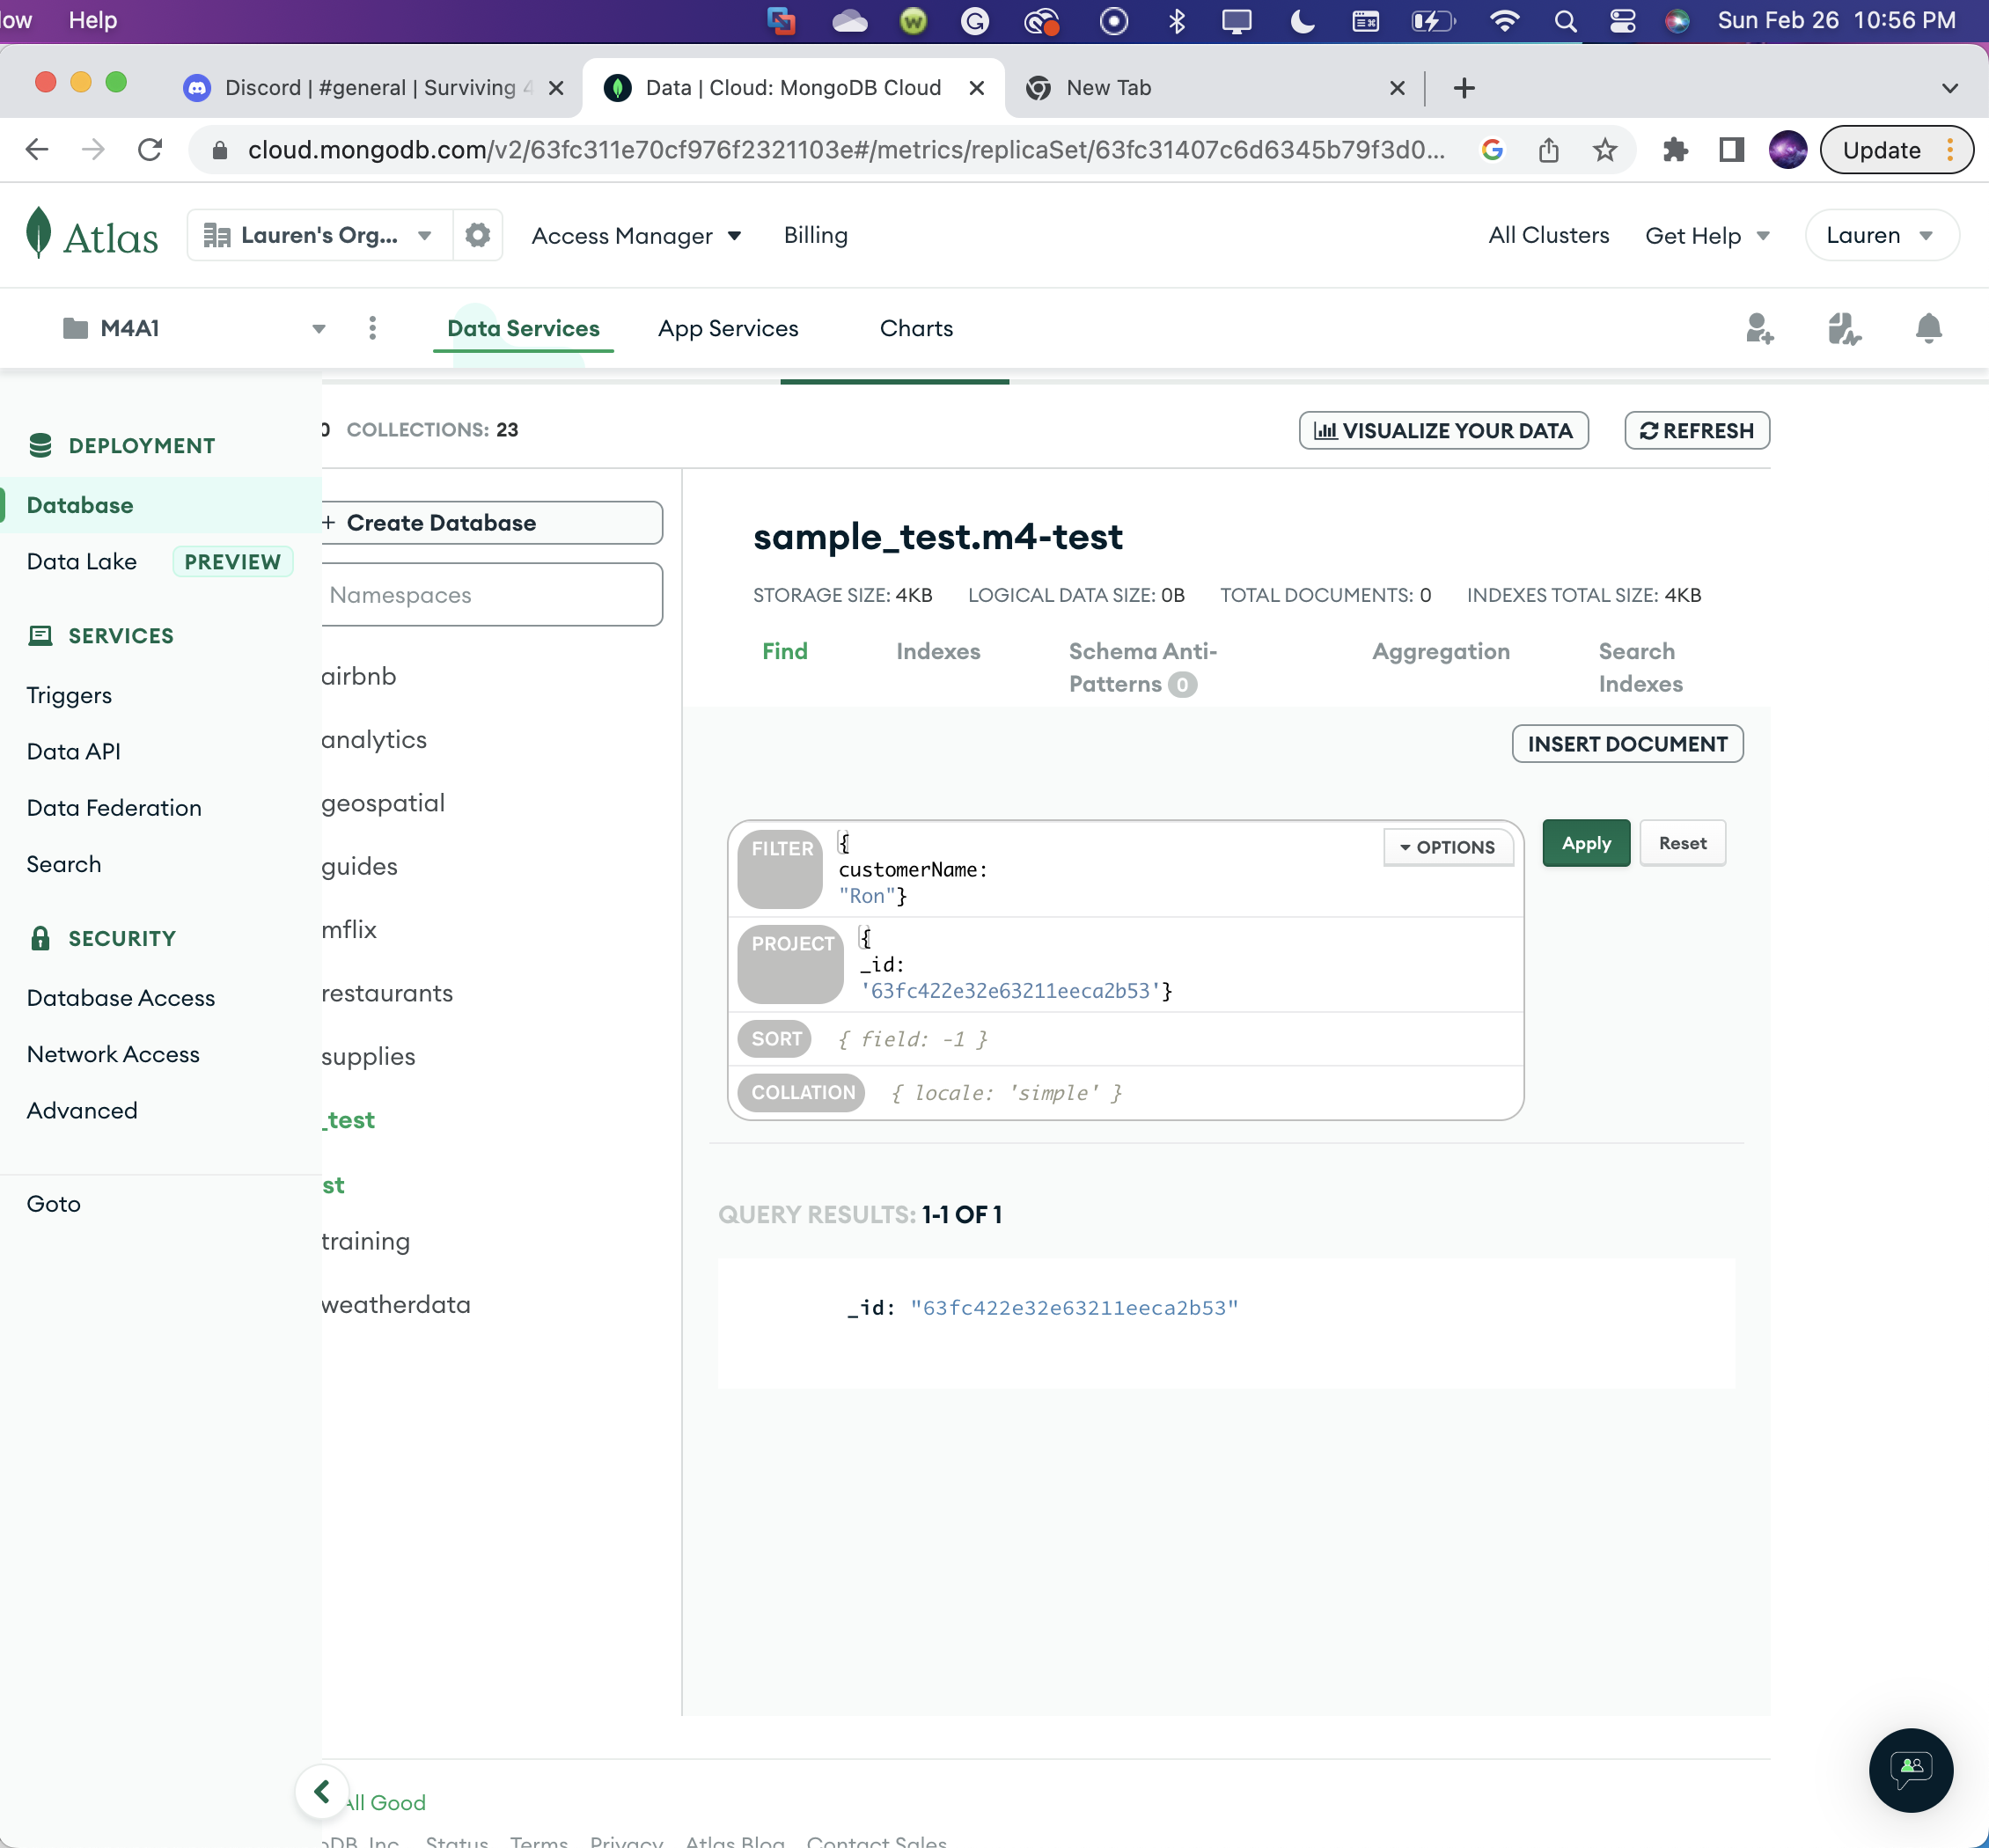 ow Help Sun Feb 26 10:56 PM
Discord | #general | Surviving 4 Data | Cloud: MongoDB Cloud New Tab
cloud.mongodb.com/v2/63fc311e70cf976f2321103e#/metrics/replicaSet/63fc31407c6d6345b79f3d0... Update
Atlas Lauren's Org... Access Manager Billing All Clusters Get Help Lauren
M4A1 Data Services App Services Charts
DEPLOYMENT
Database
Data Lake PREVIEW
SERVICES
Triggers
Data API
Data Federation
Search
SECURITY
Database Access
Network Access
Advanced
Goto
0 COLLECTIONS: 23 VISUALIZE YOUR DATA REFRESH
+ Create Database
Namespaces
airbnb
analytics
geospatial
guides
mflix
restaurants
supplies
_test
st
training
weatherdata
sample_test.m4-test
STORAGE SIZE: 4KB LOGICAL DATA SIZE: 0B TOTAL DOCUMENTS: 0 INDEXES TOTAL SIZE: 4KB
Find Indexes Schema Anti- Aggregation Search
Patterns 0 Indexes
INSERT DOCUMENT
FILTER { OPTIONS Apply Reset
customerName:
"Ron"}
PROJECT {
_id:
'63fc422e32e63211eeca2b53'}
SORT { field: -1 }
COLLATION { locale: 'simple' }
QUERY RESULTS: 1-1 OF 1
_id: "63fc422e32e63211eeca2b53"
All Good
oDB, Inc. Status Terms Privacy Atlas Blog Contact Sales